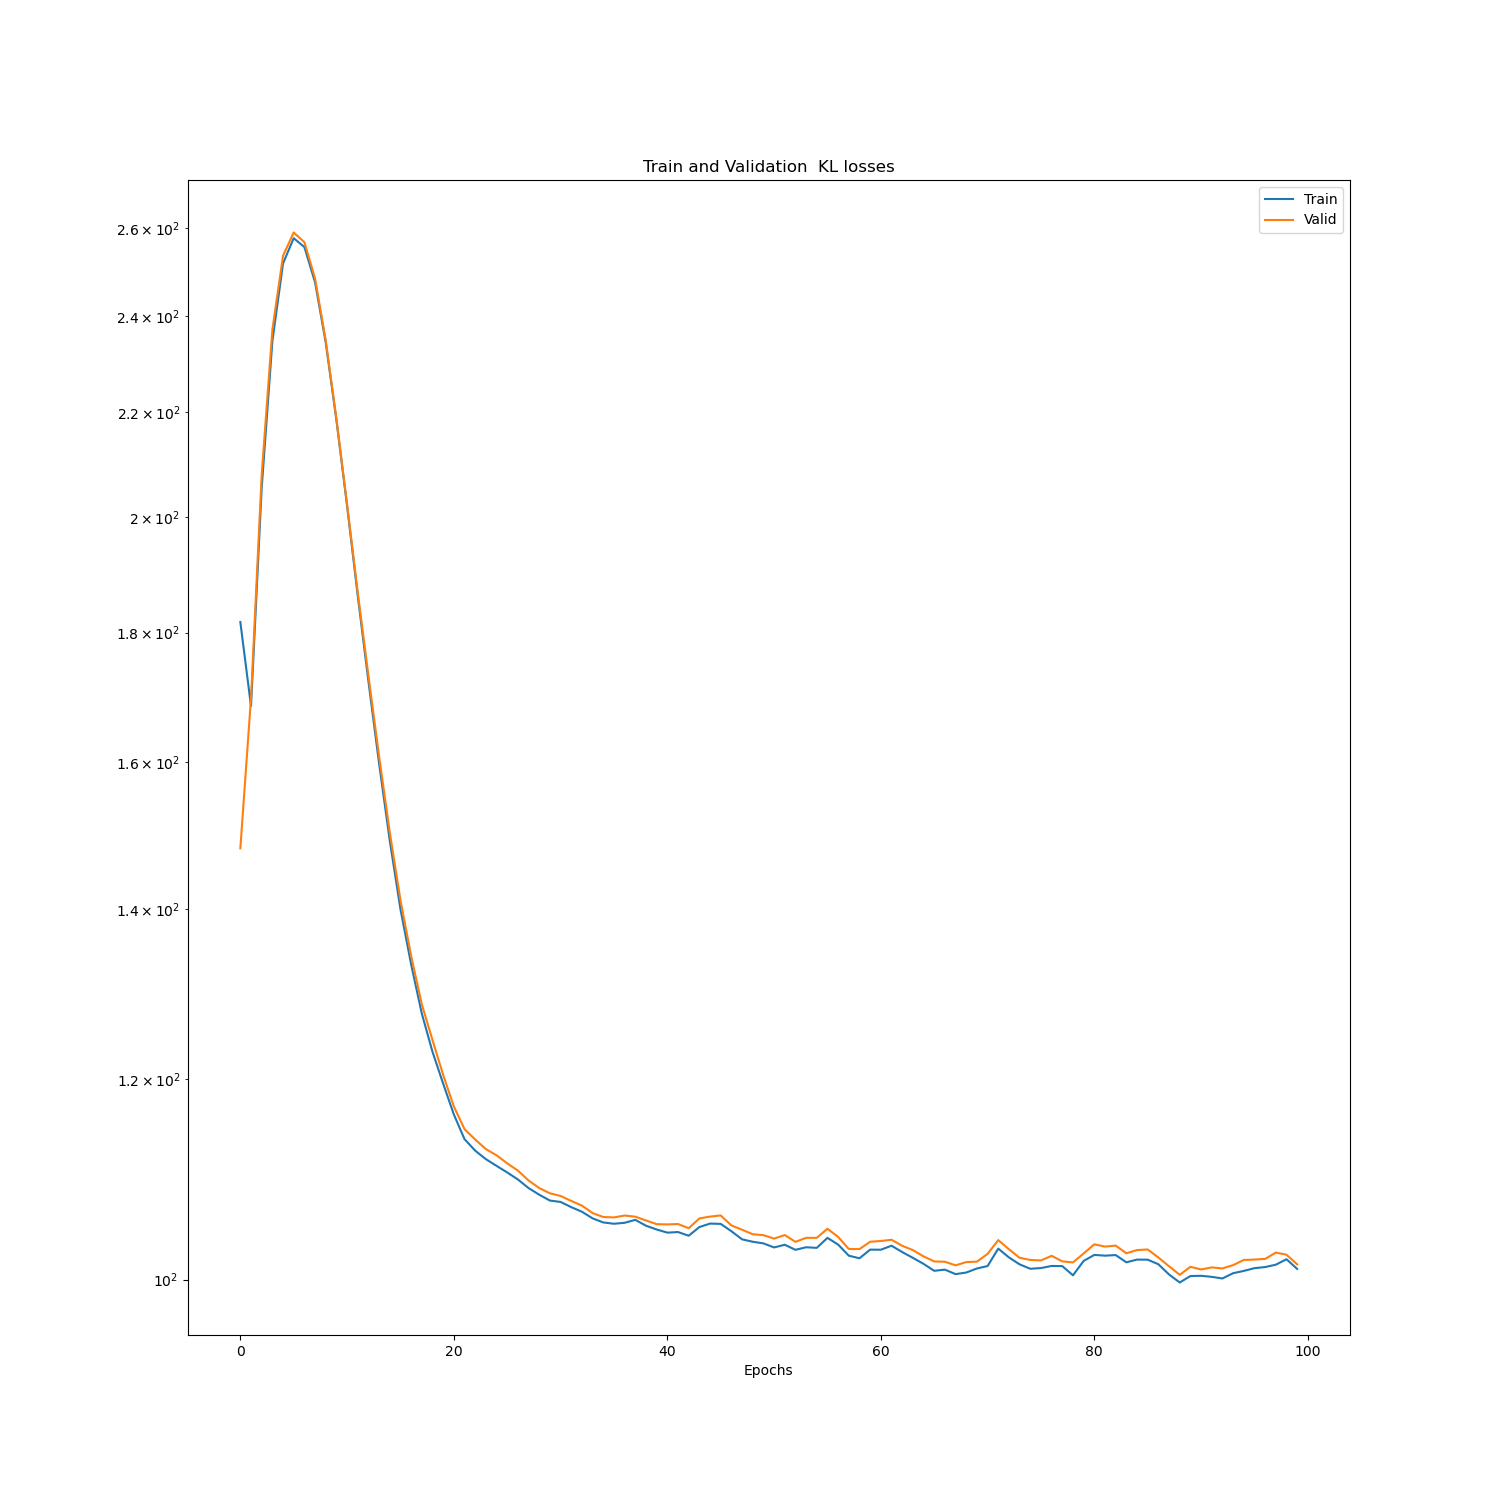 Train and Validation  KL losses
Train
Valid
2.6 × 10²
2.4 × 10²
2.2 × 10²
2 × 10²
1.8 × 10²
1.6 × 10²
1.4 × 10²
1.2 × 10²
10²
0 20 40 60 80 100
Epochs